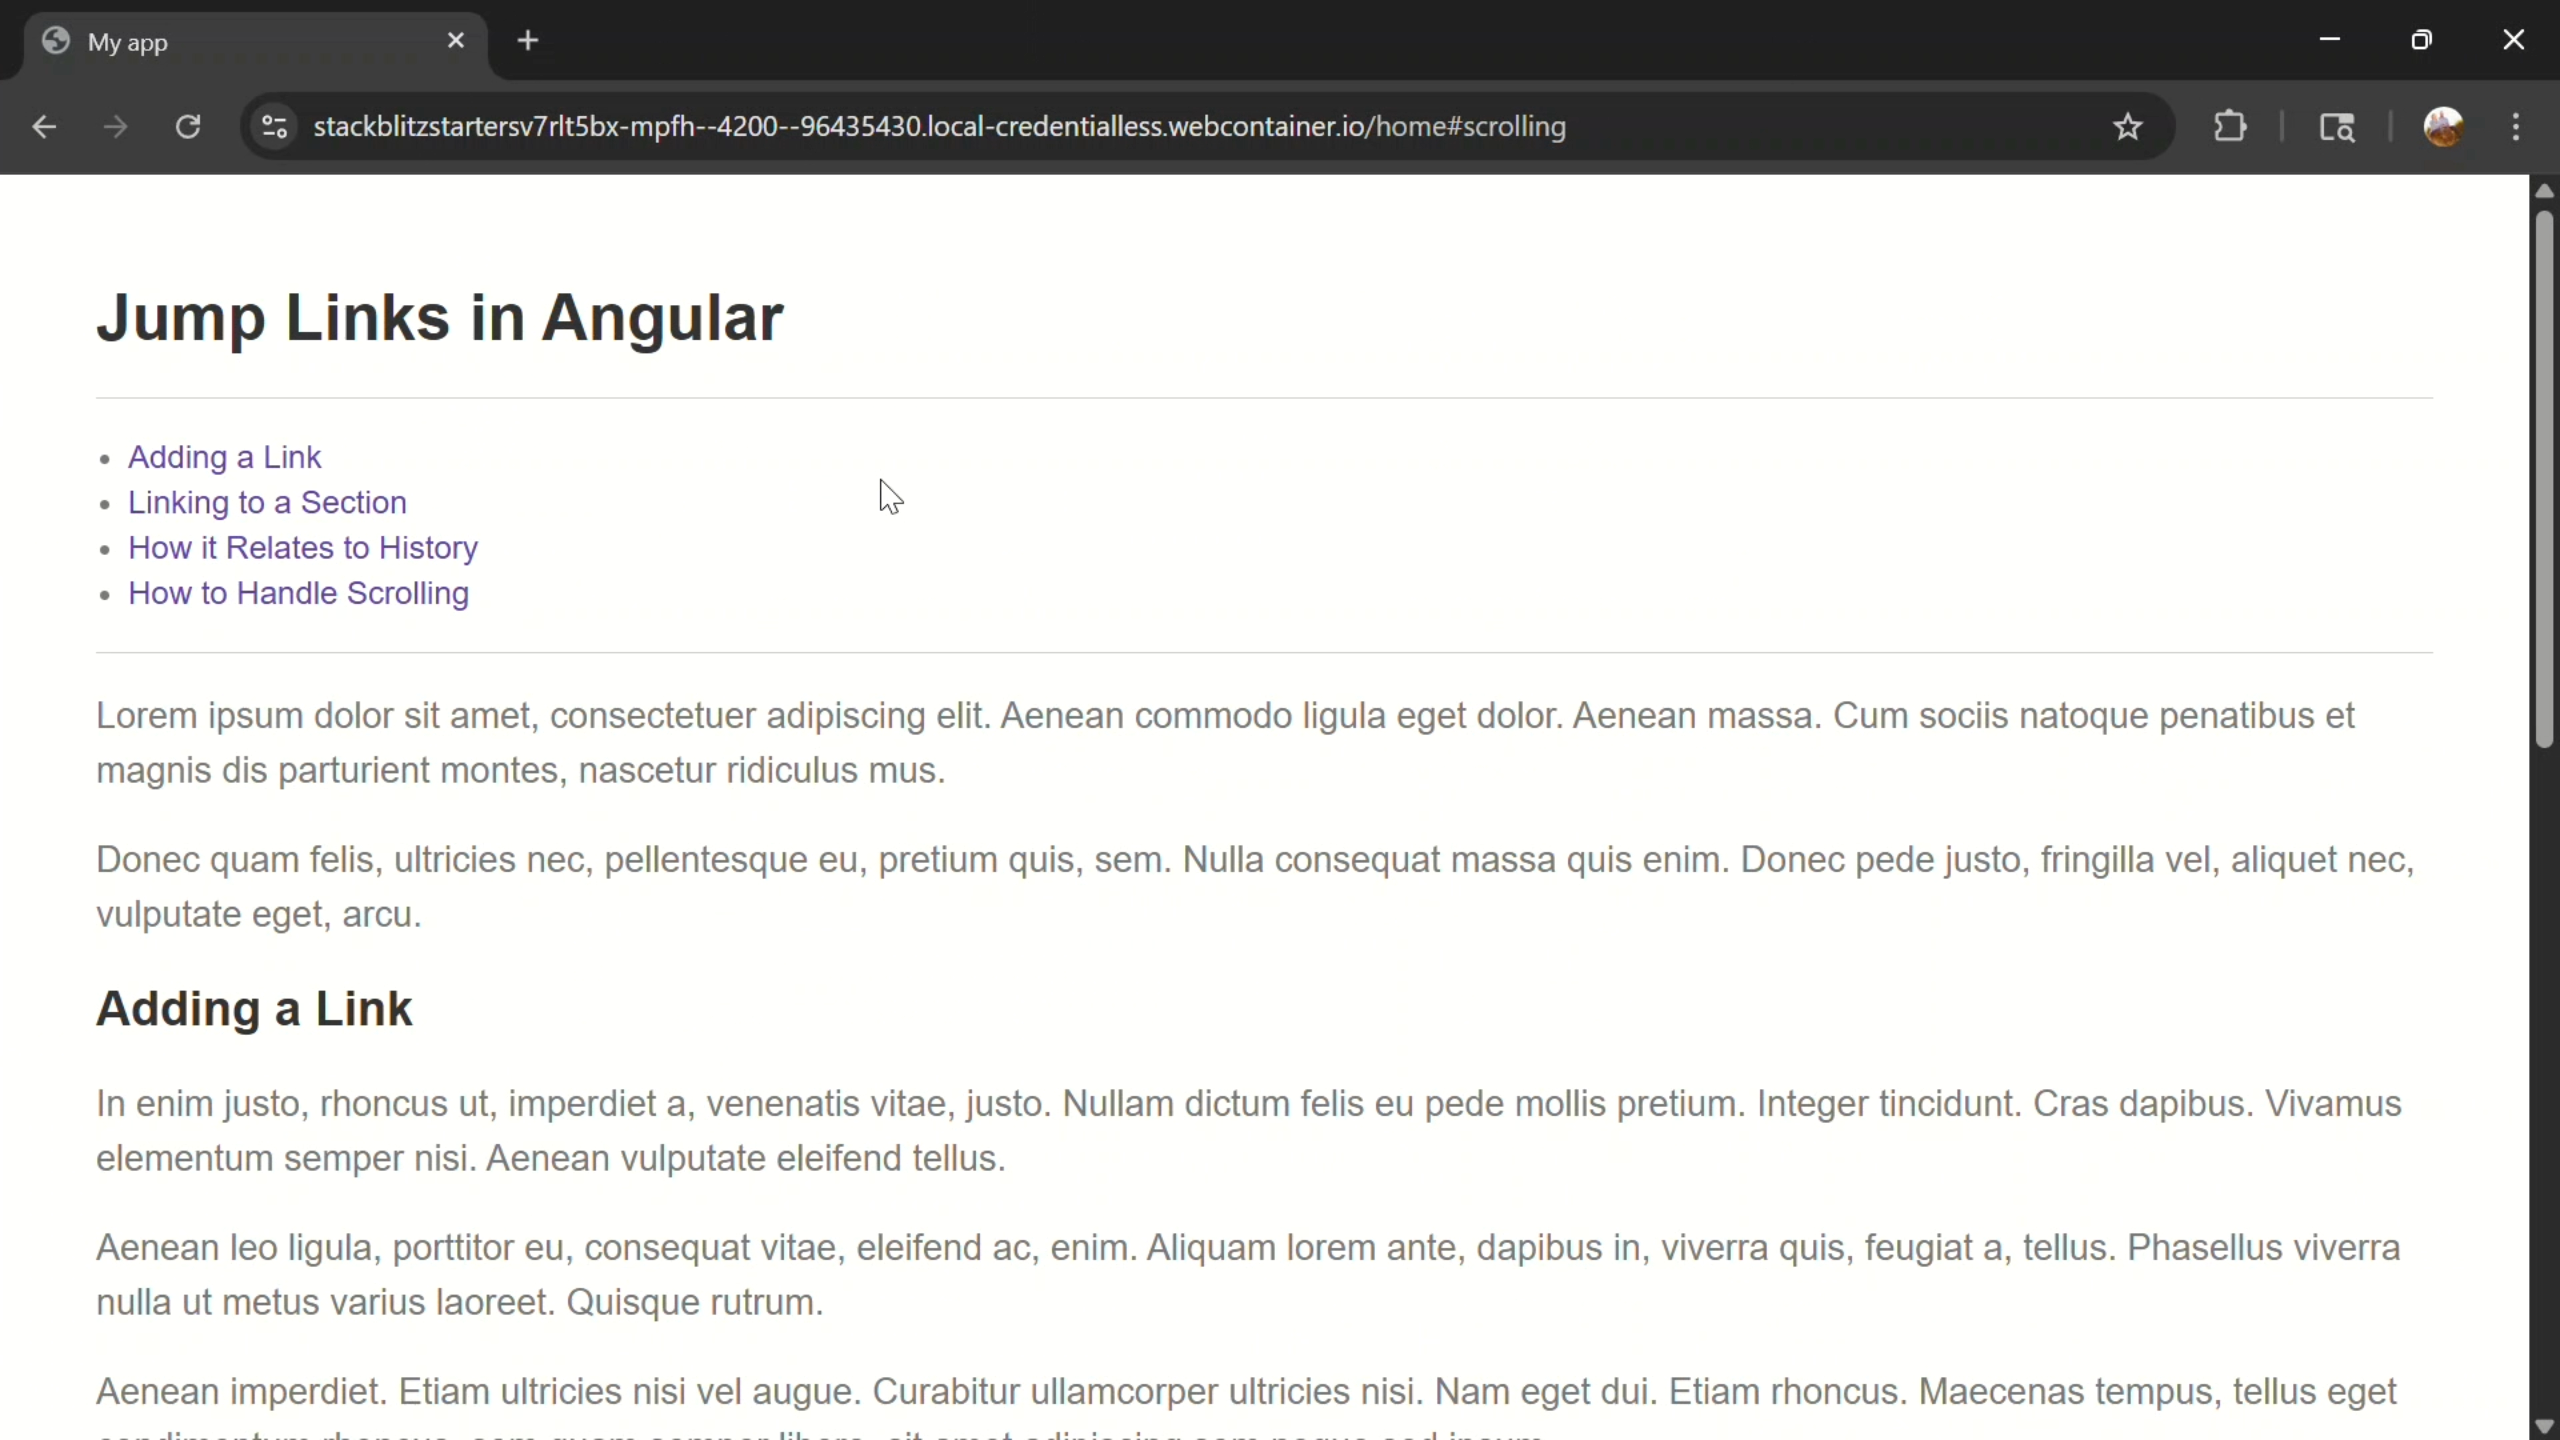 My app
stackblitzstartersv7rlt5bx-mpfh--4200--96435430.local-credentialless.webcontainer.io/home#scrolling
Jump Links in Angular
Adding a Link
Linking to a Section
How it Relates to History
How to Handle Scrolling
Lorem ipsum dolor sit amet, consectetuer adipiscing elit. Aenean commodo ligula eget dolor. Aenean massa. Cum sociis natoque penatibus et
magnis dis parturient montes, nascetur ridiculus mus.
Donec quam felis, ultricies nec, pellentesque eu, pretium quis, sem. Nulla consequat massa quis enim. Donec pede justo, fringilla vel, aliquet nec,
vulputate eget, arcu.
Adding a Link
In enim justo, rhoncus ut, imperdiet a, venenatis vitae, justo. Nullam dictum felis eu pede mollis pretium. Integer tincidunt. Cras dapibus. Vivamus
elementum semper nisi. Aenean vulputate eleifend tellus.
Aenean leo ligula, porttitor eu, consequat vitae, eleifend ac, enim. Aliquam lorem ante, dapibus in, viverra quis, feugiat a, tellus. Phasellus viverra
nulla ut metus varius laoreet. Quisque rutrum.
Aenean imperdiet. Etiam ultricies nisi vel augue. Curabitur ullamcorper ultricies nisi. Nam eget dui. Etiam rhoncus. Maecenas tempus, tellus eget